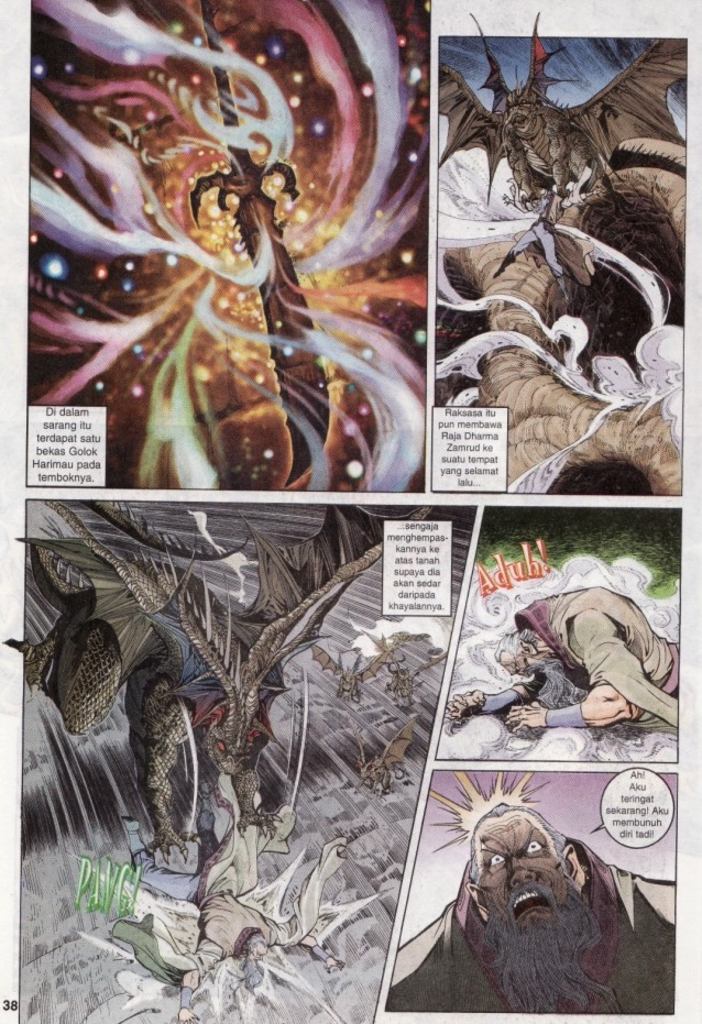 Di dalam
sarang itu
terdapat satu
bekas Golok
Harimau pada
temboknya.
Raksasa itu
pun membawa
Raja Dharma
Zamrud ke
suatu tempat
yang selamat
lalu...
...sengaja
menghempas-
kannya ke
atas tanah
supaya dia
akan sedar
daripada
khayalannya.
PANG!
Aduh!
Ah!
Aku
teringat
sekarang! Aku
membunuh
diri tadi!
38